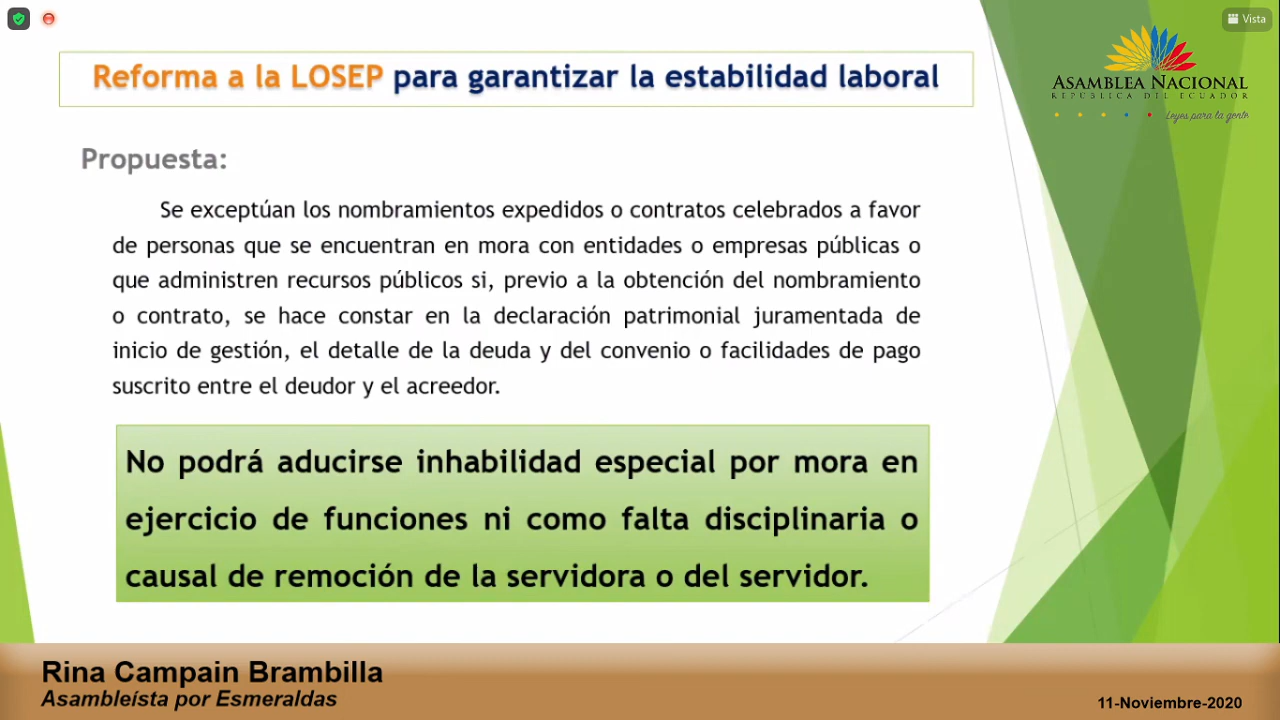 Vista
Reforma a la LOSEP para garantizar la estabilidad laboral
ASAMBLEA NACIONAL
REPÚBLICA DEL ECUADOR
Leyes para la gente
Propuesta:
Se exceptúan los nombramientos expedidos o contratos celebrados a favor
de personas que se encuentran en mora con entidades o empresas públicas o
que administren recursos públicos si, previo a la obtención del nombramiento
o contrato, se hace constar en la declaración patrimonial juramentada de
inicio de gestión, el detalle de la deuda y del convenio o facilidades de pago
suscrito entre el deudor y el acreedor.
No podrá aducirse inhabilidad especial por mora en
ejercicio de funciones ni como falta disciplinaria o
causal de remoción de la servidora o del servidor.
Rina Campain Brambilla
Asambleísta por Esmeraldas
11-Noviembre-2020